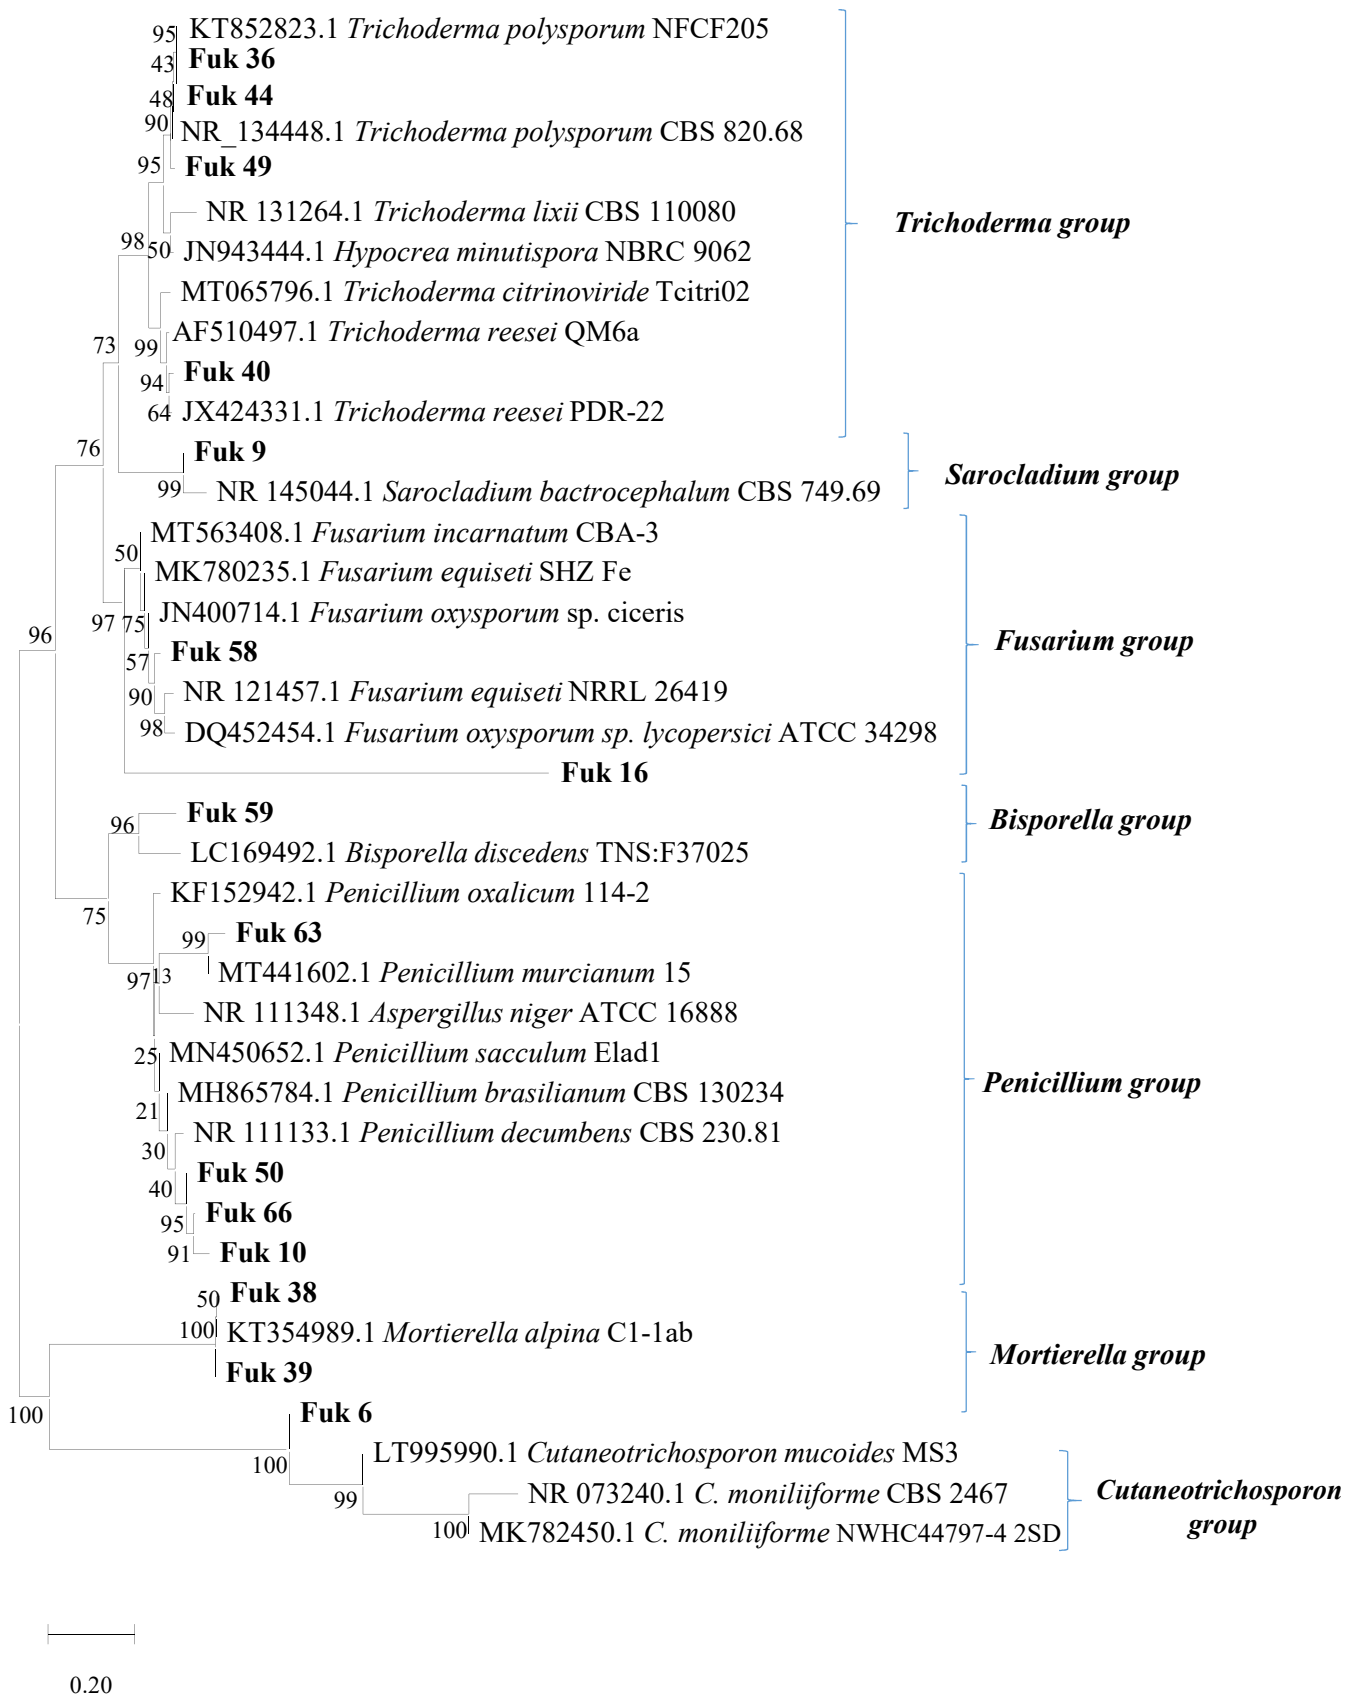 95 KT852823.1 Trichoderma polysporum NFCF205
43 Fuk 36
48 Fuk 44
90 NR_134448.1 Trichoderma polysporum CBS 820.68
95 Fuk 49
NR 131264.1 Trichoderma lixii CBS 110080
Trichoderma group
98 50 JN943444.1 Hypocrea minutispora NBRC 9062
MT065796.1 Trichoderma citrinoviride Tcitri02
AF510497.1 Trichoderma reesei QM6a
73 99
94 Fuk 40
64 JX424331.1 Trichoderma reesei PDR-22
76 Fuk 9
Sarocladium group
99 NR 145044.1 Sarocladium bactrocephalum CBS 749.69
MT563408.1 Fusarium incarnatum CBA-3
50
MK780235.1 Fusarium equiseti SHZ Fe
JN400714.1 Fusarium oxysporum sp. ciceris
97 75
96 Fusarium group
57 Fuk 58
90 NR 121457.1 Fusarium equiseti NRRL 26419
98 DQ452454.1 Fusarium oxysporum sp. lycopersici ATCC 34298
Fuk 16
96 Fuk 59
Bisporella group
LC169492.1 Bisporella discedens TNS:F37025
KF152942.1 Penicillium oxalicum 114-2
75
99 Fuk 63
97 13 MT441602.1 Penicillium murcianum 15
NR 111348.1 Aspergillus niger ATCC 16888
25 MN450652.1 Penicillium sacculum Elad1
Penicillium group
MH865784.1 Penicillium brasilianum CBS 130234
21
NR 111133.1 Penicillium decumbens CBS 230.81
30
Fuk 50
40
95 Fuk 66
91 Fuk 10
50 Fuk 38
100 KT354989.1 Mortierella alpina C1-1ab
Mortierella group
Fuk 39
100 Fuk 6
LT995990.1 Cutaneotrichosporon mucoides MS3
100
99 NR 073240.1 C. moniliiforme CBS 2467
Cutaneotrichosporon
group
100 MK782450.1 C. moniliiforme NWHC44797-4 2SD
0.20